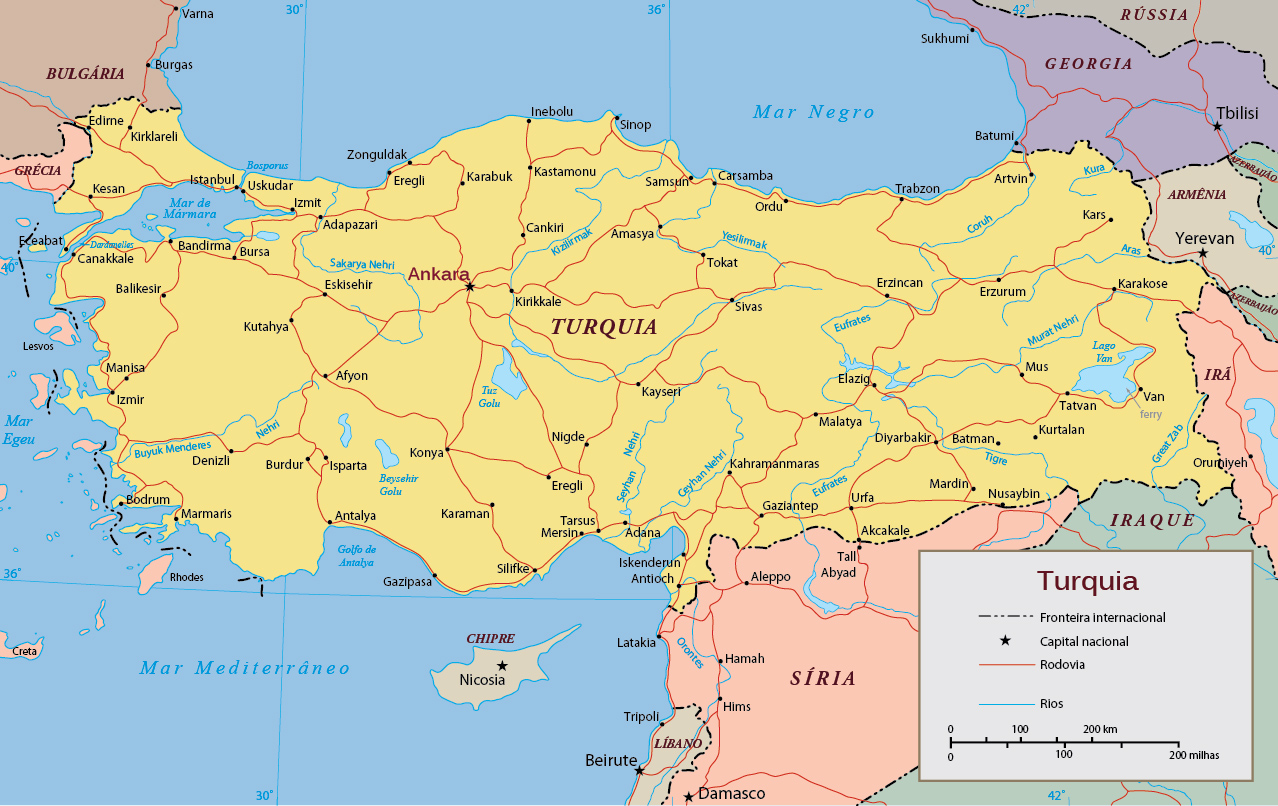 30°
36°
42°
RÚSSIA
Varna
Sukhumi
GEORGIA
BULGÁRIA
Burgas
Inebolu
Mar Negro
Tbilisi
Edirne
Sinop
Kirklareli
Batumi
Zonguldak
AZERBAIJÃO
GRÉCIA
Bosporus
Kastamonu
Kura
Istanbul
Uskudar
Eregli
Karabuk
Samsun
Carsamba
Artvin
Kesan
Trabzon
ARMÊNIA
Mar de
Mármara
Izmit
Ordu
Kars
Adapazari
Cankiri
Amasya
Coruh
Eceabat
Dardanelles
Bandirma
Kizilirmak
Yesilirmak
Yerevan
Canakkale
Bursa
Aras
40°
40°
Sakarya Nehri
Ankara
Tokat
Balikesir
Eskisehir
Erzincan
Erzurum
Karakose
Kirikkale
Sivas
AZERBAIJÃO
Kutahya
TURQUIA
Eufrates
Murat Nehri
Lesvos
Lago
Van
Manisa
Afyon
Mus
IRÁ
Elazig
Izmir
Tuz
Golu
Kayseri
Van
Tatvan
ferry
Mar
Egeu
Malatya
Nehri
Kurtalan
Buyuk Menderes
Nigde
Nehri
Diyarbakir
Batman
Great Zab
Denizli
Konya
Burdur
Isparta
Kahramanmaras
Tigre
Orumiyeh
Beysehir
Golu
Eregli
Seyhan
Ceyhan Nehri
Eufrates
Mardin
Bodrum
Urfa
Nusaybin
Marmaris
Antalya
Karaman
Gaziantep
Tarsus
IRAQUE
Mersin
Adana
Akcakale
Golfo de
Antalya
Tall
Abyad
Iskenderun
36°
Rhodes
Gazipasa
Silifke
Antioch
Aleppo
Turquia
Fronteira internacional
CHIPRE
Latakia
Capital nacional
Creta
Mar Mediterrâneo
Orontes
Hamah
Rodovia
Nicosia
SÍRIA
Hims
Rios
Tripoli
0
100
200 km
LÍBANO
0
100
200 milhas
Beirute
Damasco
30°
42°